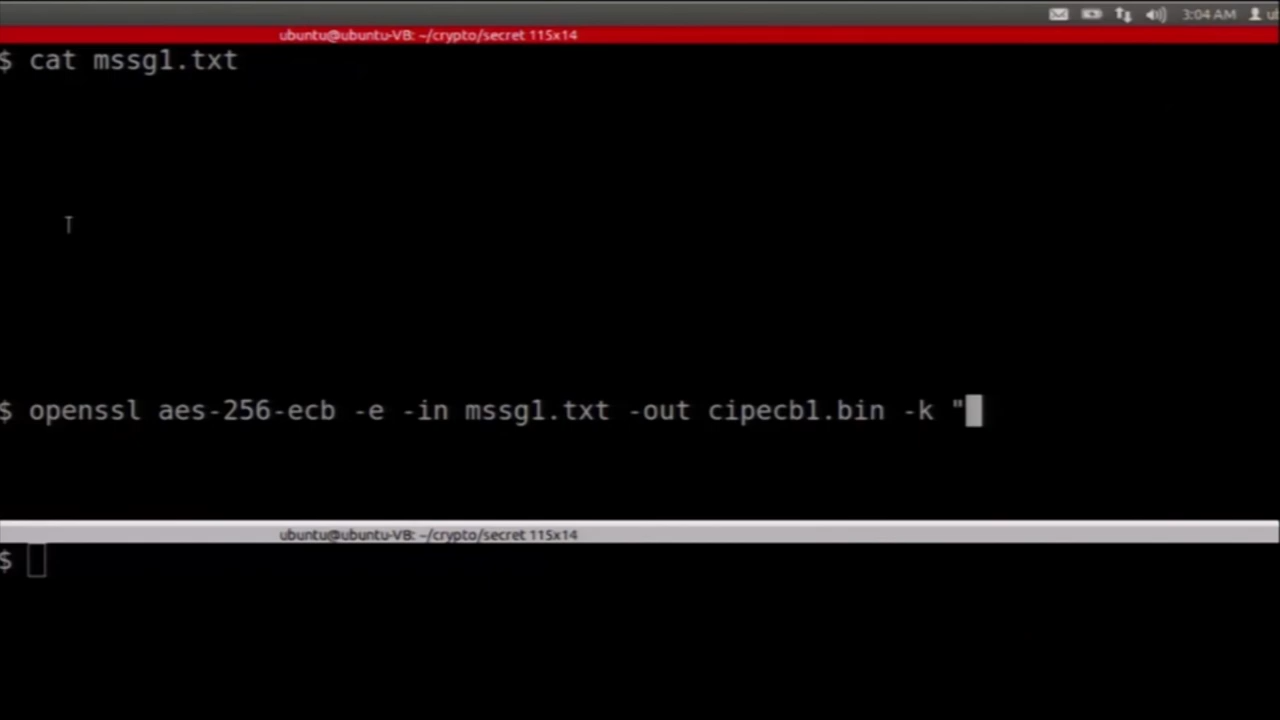 3:04 AM u
ubuntu@ubuntu-VB: ~/crypto/secret 115x14
$ cat mssg1.txt
$ openssl aes-256-ecb -e -in mssg1.txt -out cipecb1.bin -k "
ubuntu@ubuntu-VB: ~/crypto/secret 115x14
$